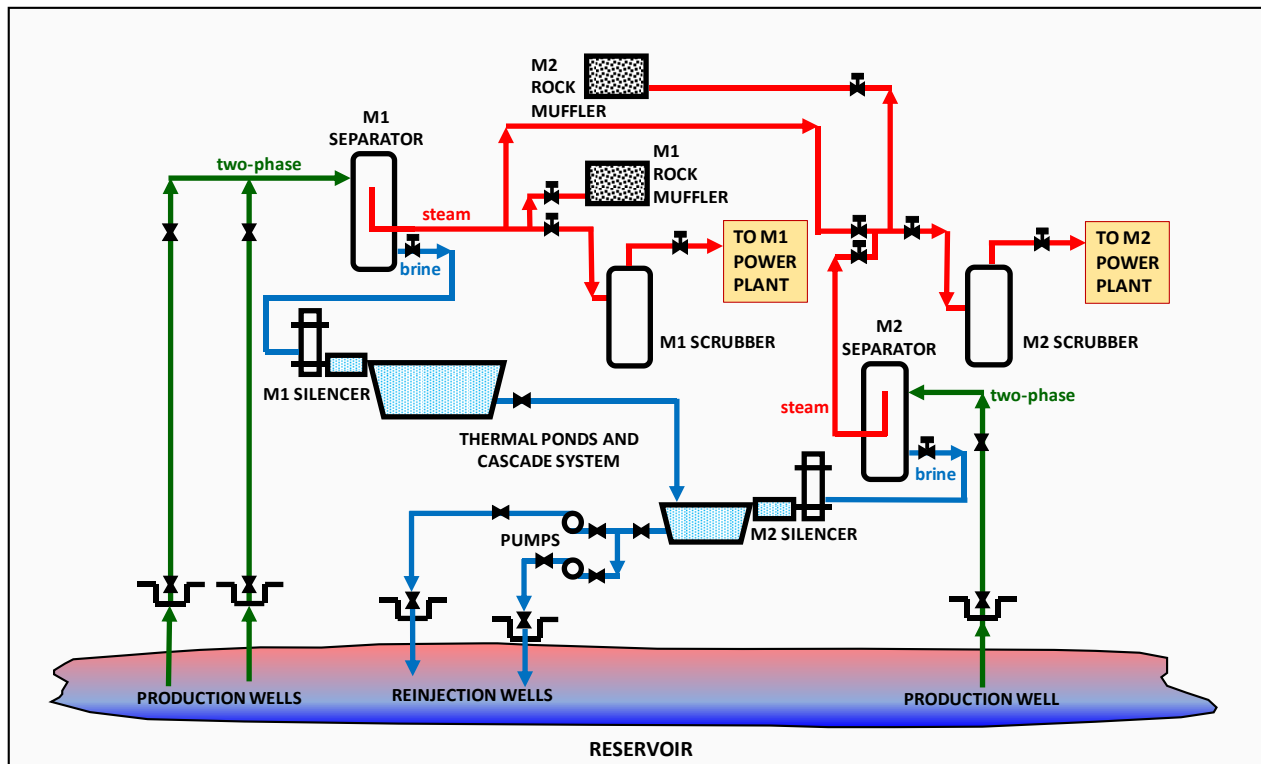 M2
ROCK
MUFFLER
M1
SEPARATOR
two-phase
M1
ROCK
MUFFLER
steam
brine
TO M1
POWER
PLANT
TO M2
POWER
PLANT
M1 SCRUBBER
M2
SEPARATOR
M2 SCRUBBER
M1 SILENCER
steam
two-phase
THERMAL PONDS AND
CASCADE SYSTEM
brine
PUMPS
M2 SILENCER
PRODUCTION WELLS
REINJECTION WELLS
PRODUCTION WELL
RESERVOIR